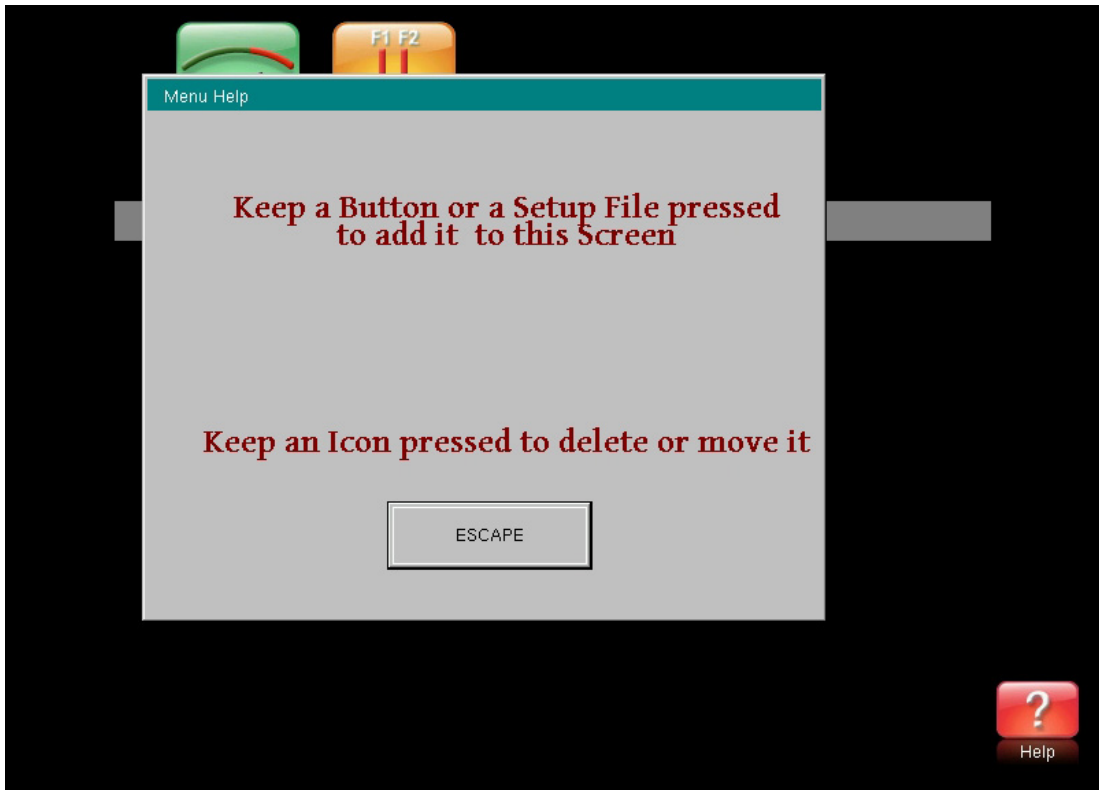 F1 F2
Menu Help
Keep a Button or a Setup File pressed
to add it to this Screen
Keep an Icon pressed to delete or move it
ESCAPE
?
Help